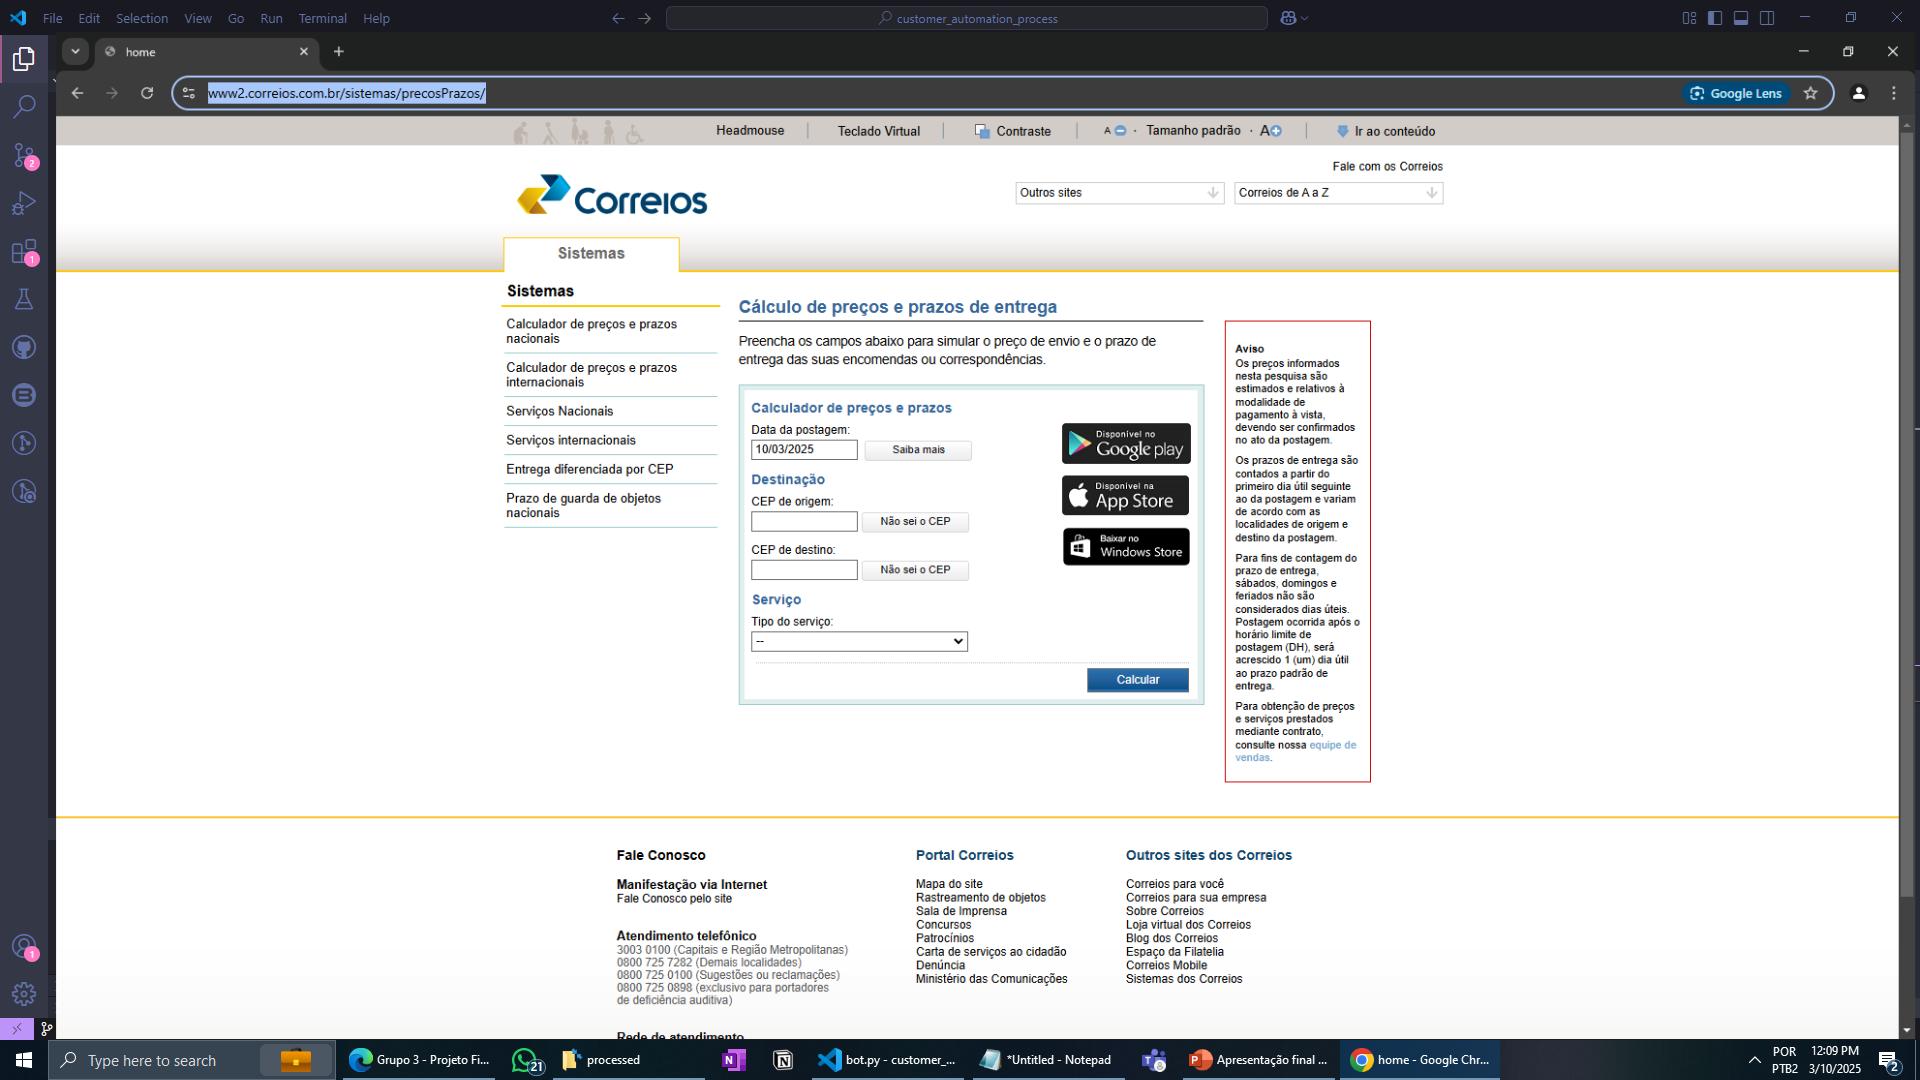 File Edit Selection View Go Run Terminal Help
customer_automation_process
home
www2.correios.com.br/sistemas/precosPrazos/
Google Lens
Headmouse
Teclado Virtual
Contraste
A · Tamanho padrão · A
Ir ao conteúdo
Fale com os Correios
Correios
Outros sites
Correios de A a Z
Sistemas
Sistemas
Calculador de preços e prazos
nacionais
Calculador de preços e prazos
internacionais
Serviços Nacionais
Serviços internacionais
Entrega diferenciada por CEP
Prazo de guarda de objetos
nacionais
Cálculo de preços e prazos de entrega
Preencha os campos abaixo para simular o preço de envio e o prazo de
entrega das suas encomendas ou correspondências.
Calculador de preços e prazos
Data da postagem:
10/03/2025
Saiba mais
Destinação
CEP de origem:
Não sei o CEP
CEP de destino:
Não sei o CEP
Serviço
Tipo do serviço:
--
Calcular
Disponível no
Google play
Disponível na
App Store
Baixar no
Windows Store
Aviso
Os preços informados
nesta pesquisa são
estimados e relativos à
modalidade de
pagamento à vista,
devendo ser confirmados
no ato da postagem.
Os prazos de entrega são
contados a partir do
primeiro dia útil seguinte
ao da postagem e variam
de acordo com as
localidades de origem e
destino da postagem.
Para fins de contagem do
prazo de entrega,
sábados, domingos e
feriados não são
considerados dias úteis.
Postagem ocorrida após o
horário limite de
postagem (DH), será
acrescido 1 (um) dia útil
ao prazo padrão de
entrega.
Para obtenção de preços
e serviços prestados
mediante contrato,
consulte nossa equipe de
vendas.
Fale Conosco
Manifestação via Internet
Fale Conosco pelo site
Atendimento telefônico
3003 0100 (Capitais e Região Metropolitanas)
0800 725 7282 (Demais localidades)
0800 725 0100 (Sugestões ou reclamações)
0800 725 0898 (exclusivo para portadores
de deficiência auditiva)
Rede de atendimento
Portal Correios
Mapa do site
Rastreamento de objetos
Sala de Imprensa
Concursos
Patrocínios
Carta de serviços ao cidadão
Denúncia
Ministério das Comunicações
Outros sites dos Correios
Correios para você
Correios para sua empresa
Sobre Correios
Loja virtual dos Correios
Blog dos Correios
Espaço da Filatelia
Correios Mobile
Sistemas dos Correios
2
1
1
Type here to search
Grupo 3 - Projeto Fi...
21
processed
bot.py - customer_...
*Untitled - Notepad
Apresentação final ...
home - Google Chr...
POR
PTB2
12:09 PM
3/10/2025
2